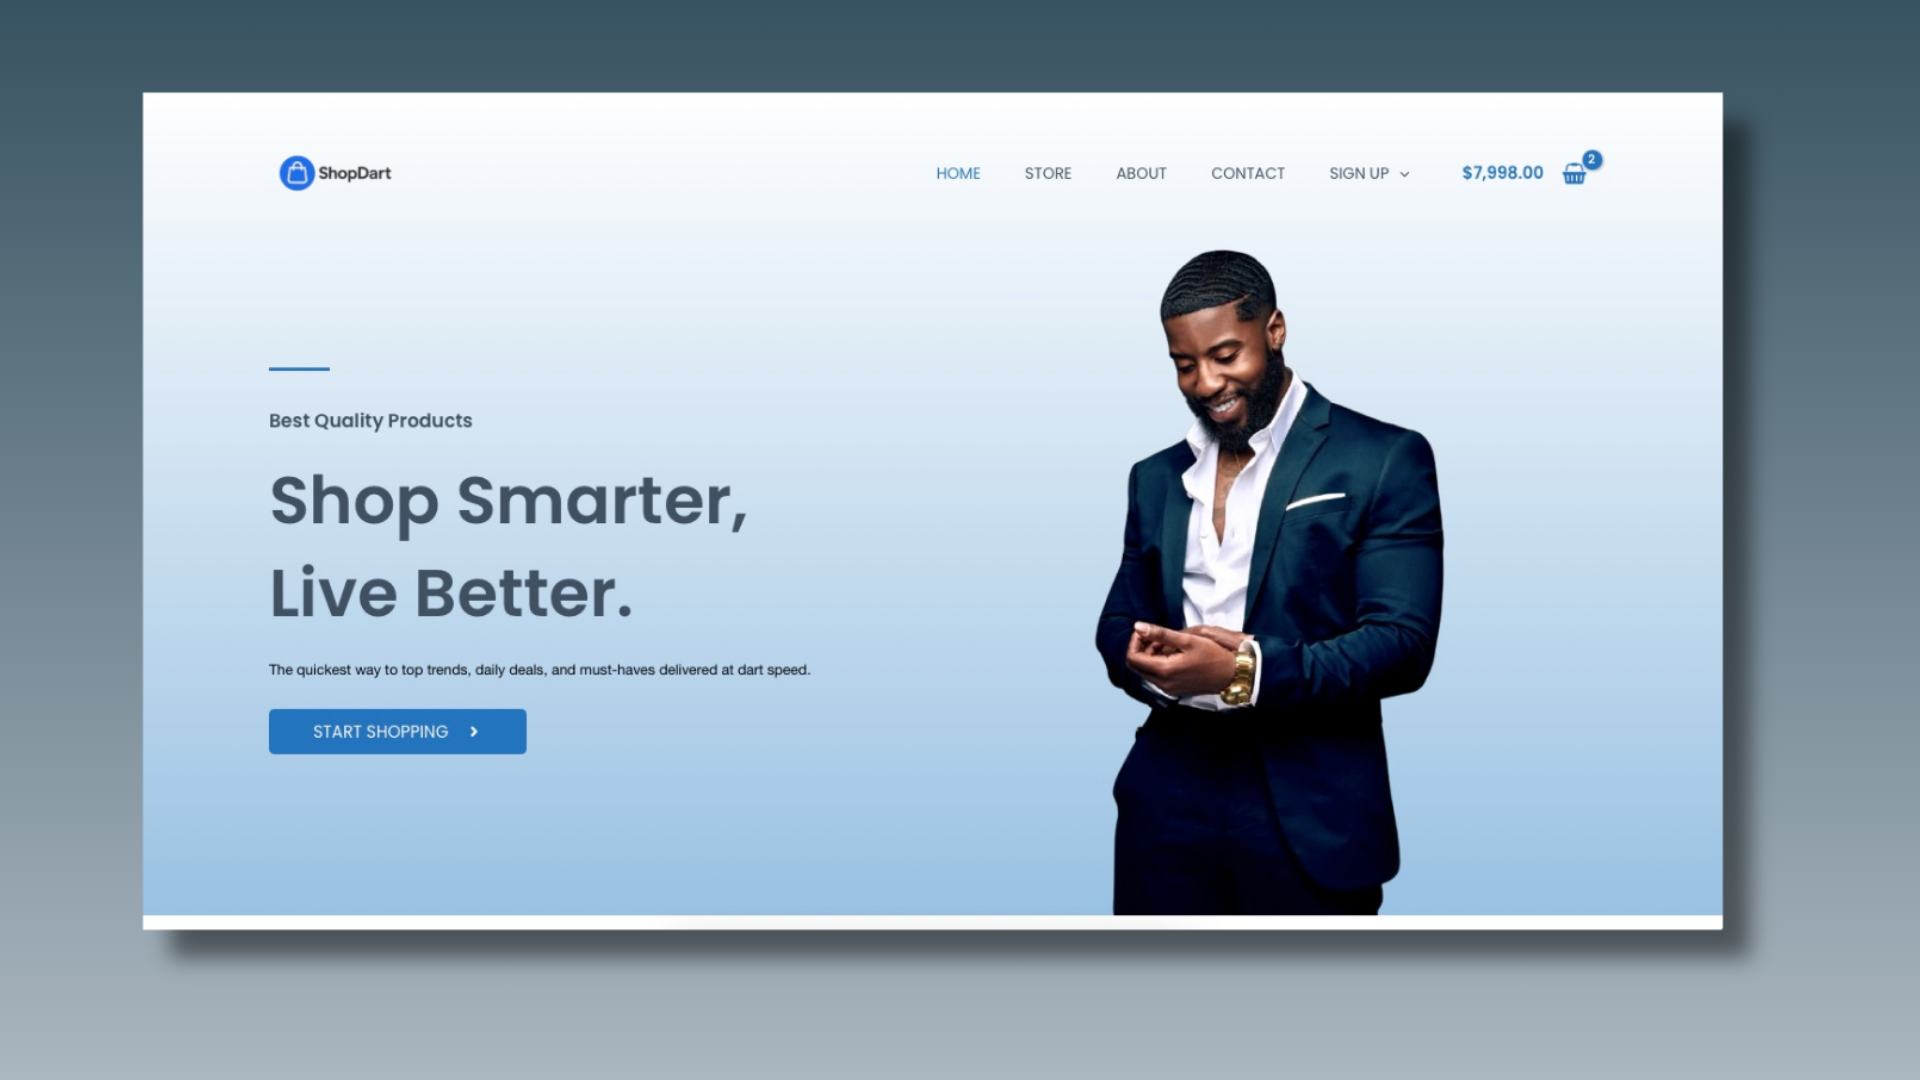 ShopDart
HOME STORE ABOUT CONTACT SIGN UP $7,998.00 2
Best Quality Products
Shop Smarter,
Live Better.
The quickest way to top trends, daily deals, and must-haves delivered at dart speed.
START SHOPPING